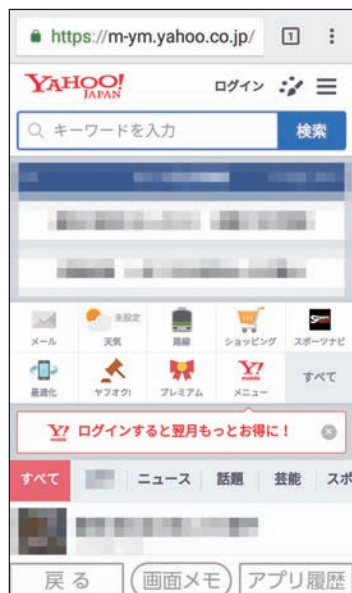 https://m-ym.yahoo.co.jp/ 1
YAHOO! JAPAN ログイン
キーワードを入力 検索
メール 天気 未設定 路線 ショッピング スポーツナビ
最適化 ヤフオク! プレミアム Y! mobile メニュー すべて
Y! mobile ログインすると翌月もっとお得に!
すべて ニュース 話題 芸能 スポ
戻る 画面メモ アプリ履歴